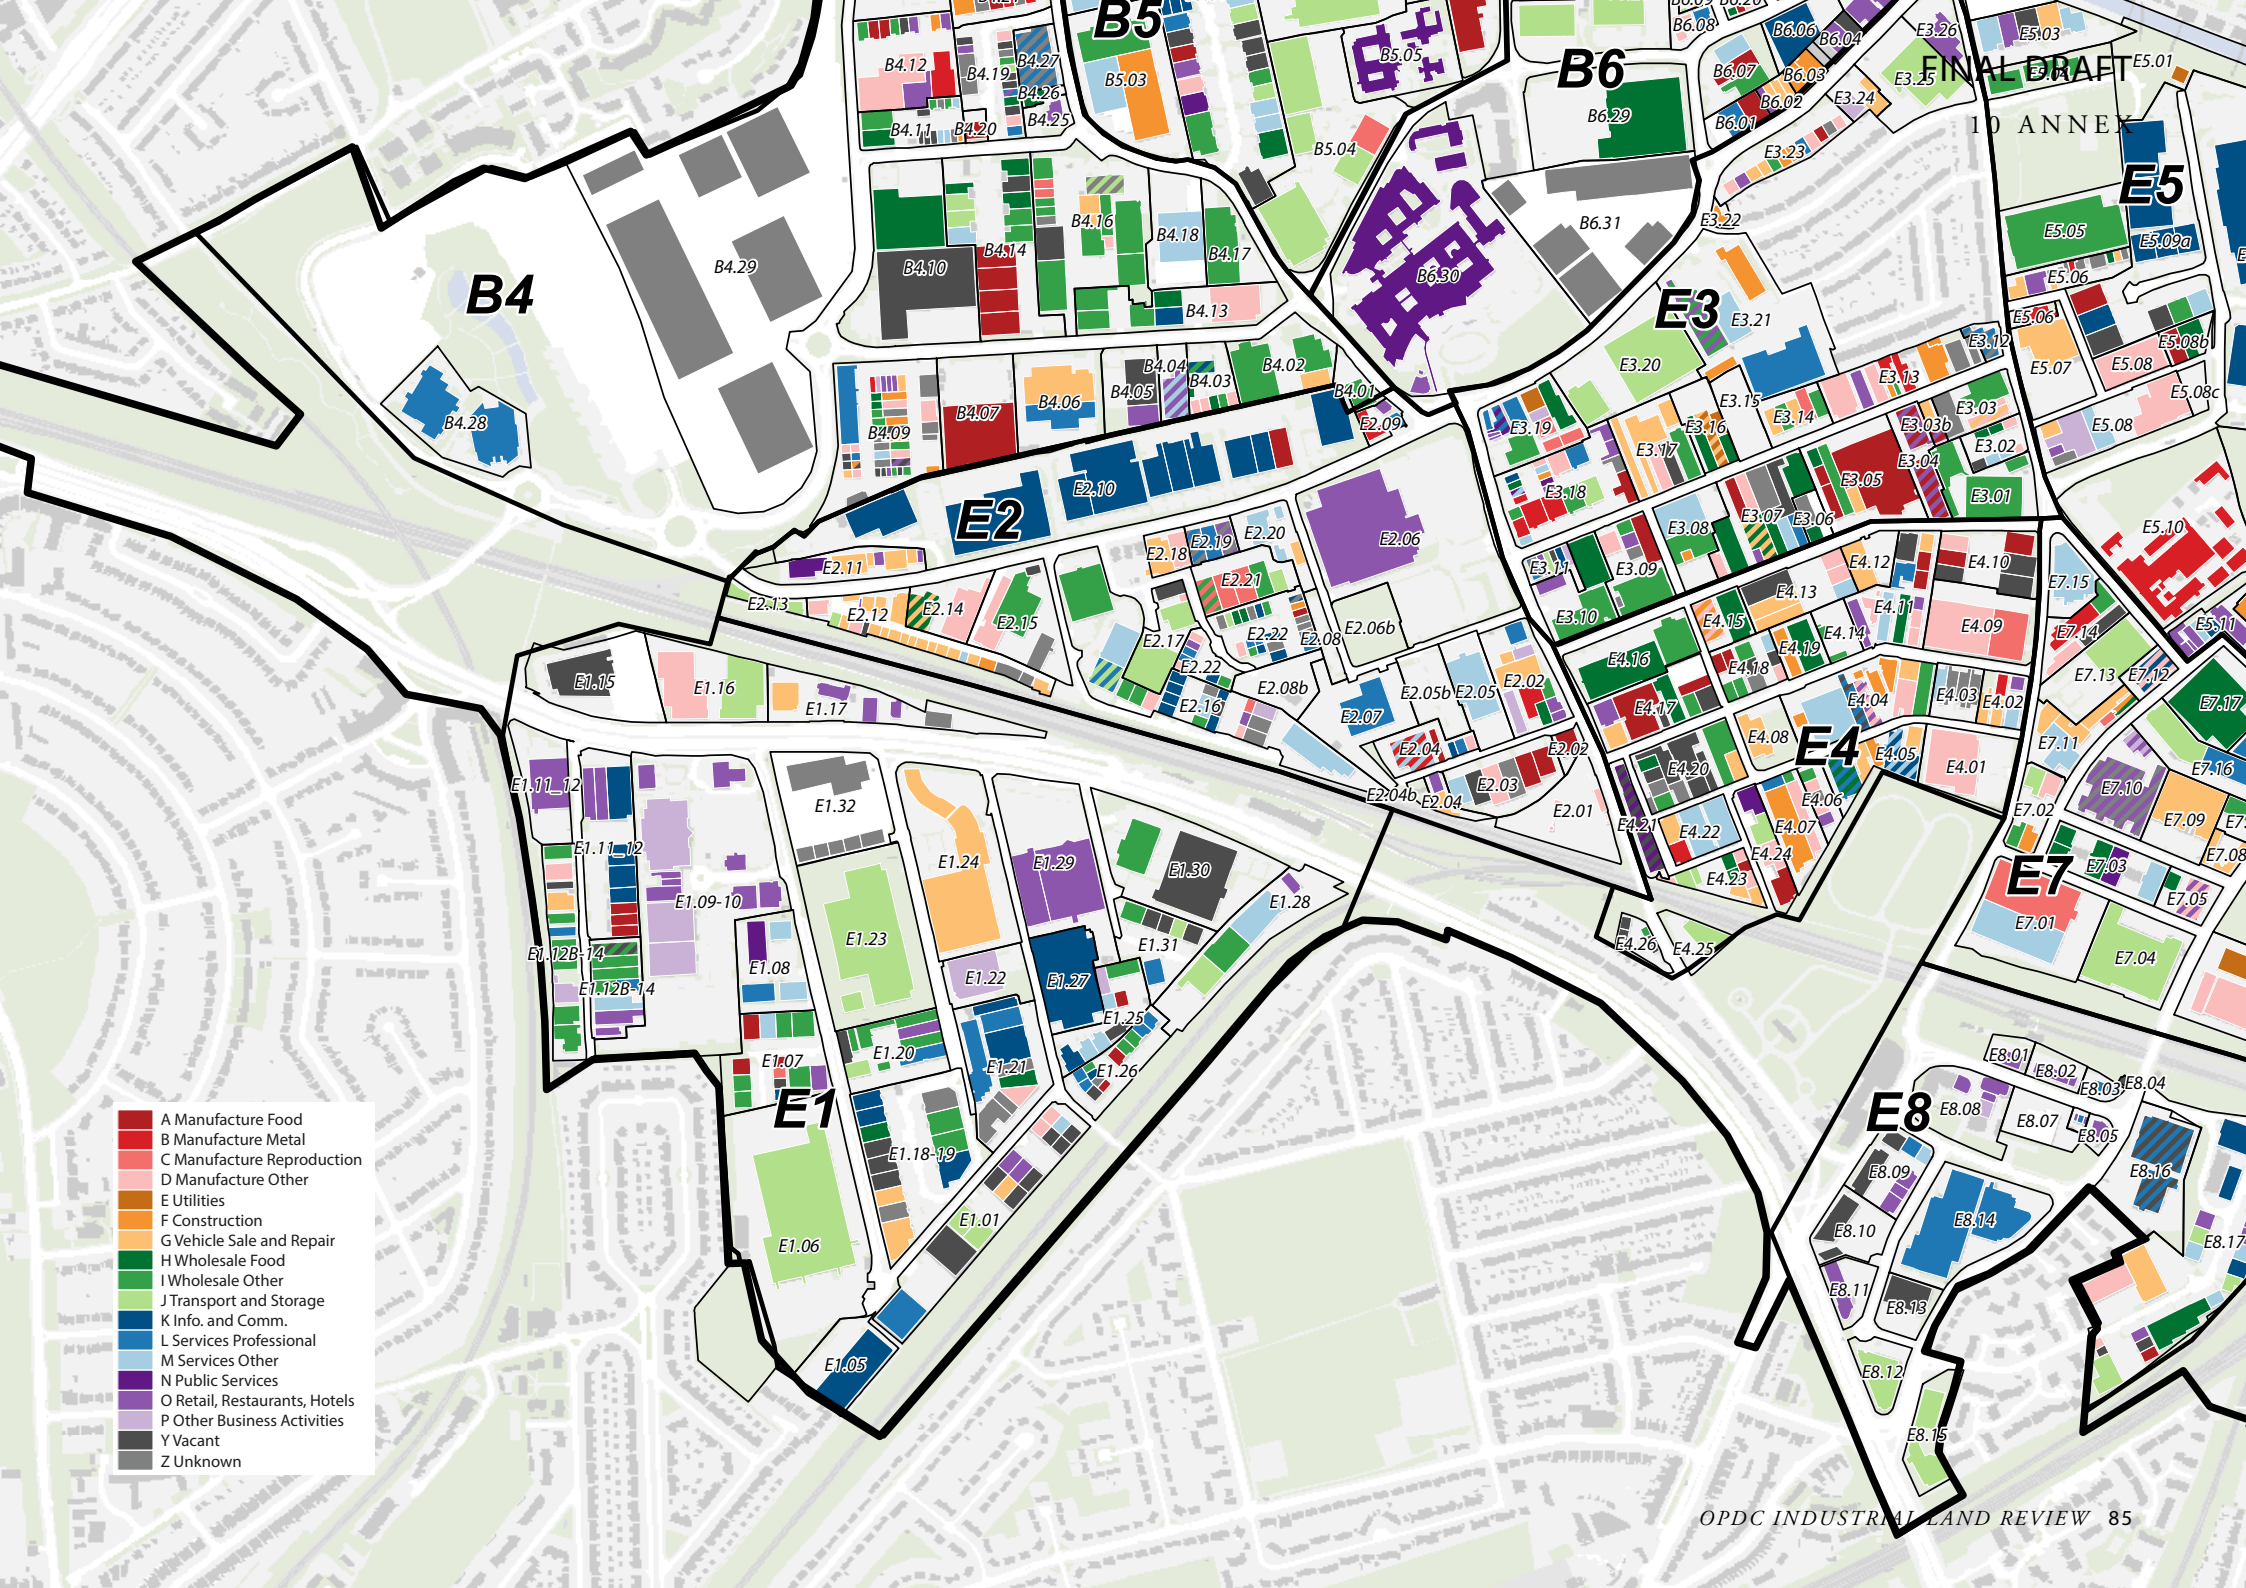 B5
B6.08
B6.06
B6.04
E3.26
E5.03
B4.12
B4.19
B4.27
B5.03
B5.05
B6
B6.07
B6.03
E3.25
FINAL DRAFT
E5.04
E5.01
B4.26
B4.25
B4.11
B4.20
B6.29
B6.02
B6.01
E3.24
10 ANNEX
B5.04
E3.23
E5
B4.29
B4
B4.16
B4.18
B4.17
B4.14
B4.10
B6.31
E3.22
B6.30
E5.05
E5.09a
E5.06
B4.13
E3
E3.21
E5.06
E3.12
E5.08b
E5.07
E5.08
E5.08c
E3.20
B4.04
B4.05
B4.03
B4.02
B4.01
E3.13
E3.15
E3.14
B4.28
B4.07
B4.06
B4.09
E2.09
E3.19
E3.17
E3.16
E3.03b
E3.03
E3.02
E5.08
E3.04
E3.05
E3.18
E3.01
E2.10
E2
E3.07
E3.06
E3.08
E5.10
E2.06
E2.20
E2.19
E2.18
E2.11
E3.11
E3.09
E4.12
E4.10
E7.15
E2.21
E2.13
E2.12
E2.14
E2.15
E2.17
E2.22
E2.08
E2.06b
E3.10
E4.13
E4.15
E4.11
E4.14
E4.09
E7.14
E5.11
E4.16
E4.18
E4.19
E7.13
E7.12
E1.15
E1.16
E1.17
E2.22
E2.16
E2.08b
E2.07
E2.05b
E2.05
E2.02
E4.17
E4.04
E4.03
E4.02
E7.17
E7.11
E2.04
E2.02
E4.08
E4
E4.05
E4.01
E7.16
E1.11_12
E1.32
E2.04b
E2.04
E2.03
E2.01
E4.20
E4.21
E4.22
E4.06
E4.07
E7.02
E7.10
E7.09
E7.08
E1.11_12
E1.24
E1.29
E1.30
E4.24
E4.23
E7
E7.03
E7.05
E1.09-10
E1.28
E1.12B-14
E1.23
E1.31
E4.26
E4.25
E7.01
E7.04
E1.08
E1.22
E1.27
E1.12B-14
E1.25
E1.07
E1.20
E1.21
E1.26
E8.01
E8.02
E8.03
E8.04
E1
E8
E8.08
E8.07
E8.05
E1.18-19
E8.09
E8.16
E1.01
E1.06
E8.10
E8.14
E8.17
E8.11
E8.13
E1.05
E8.12
E8.15
A Manufacture Food
B Manufacture Metal
C Manufacture Reproduction
D Manufacture Other
E Utilities
F Construction
G Vehicle Sale and Repair
H Wholesale Food
I Wholesale Other
J Transport and Storage
K Info. and Comm.
L Services Professional
M Services Other
N Public Services
O Retail, Restaurants, Hotels
P Other Business Activities
Y Vacant
Z Unknown
OPDC INDUSTRIAL LAND REVIEW 85